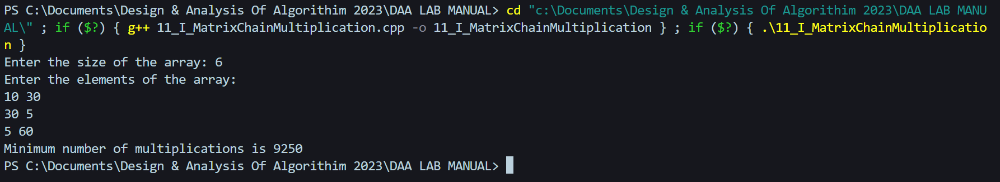 PS C:\Documents\Design & Analysis Of Algorithim 2023\DAA LAB MANUAL> cd "c:\Documents\Design & Analysis Of Algorithim 2023\DAA LAB MANU
AL\" ; if ($?) { g++ 11_I_MatrixChainMultiplication.cpp -o 11_I_MatrixChainMultiplication } ; if ($?) { .\11_I_MatrixChainMultiplicatio
n }
Enter the size of the array: 6
Enter the elements of the array:
10 30
30 5
5 60
Minimum number of multiplications is 9250
PS C:\Documents\Design & Analysis Of Algorithim 2023\DAA LAB MANUAL>